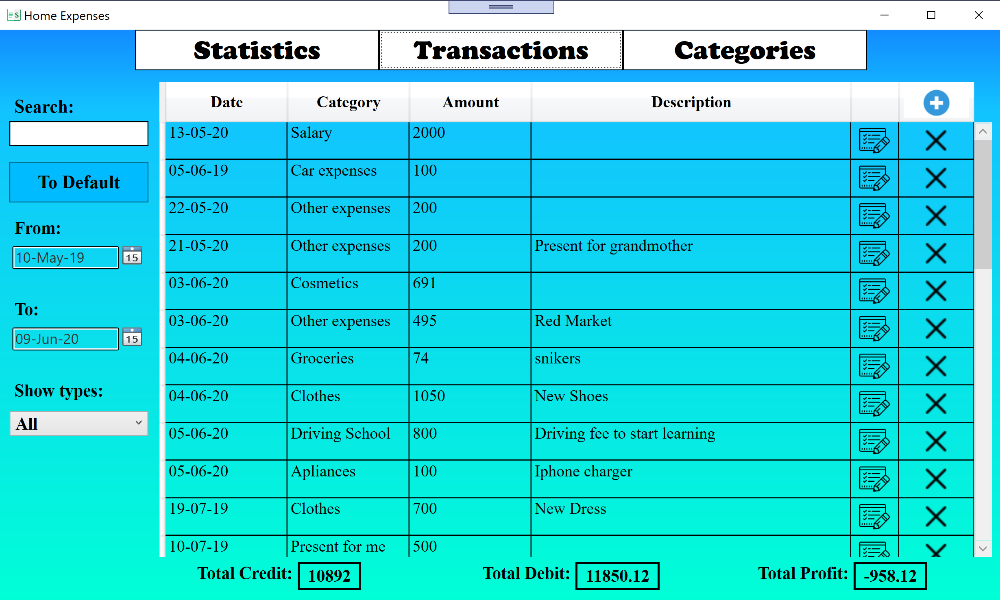 Home Expenses
Statistics Transactions Categories
Search:
To Default
From:
10-May-19 15
To:
09-Jun-20 15
Show types:
All
Date Category Amount Description
13-05-20 Salary 2000
05-06-19 Car expenses 100
22-05-20 Other expenses 200
21-05-20 Other expenses 200 Present for grandmother
03-06-20 Cosmetics 691
03-06-20 Other expenses 495 Red Market
04-06-20 Groceries 74 snikers
04-06-20 Clothes 1050 New Shoes
05-06-20 Driving School 800 Driving fee to start learning
05-06-20 Apliances 100 Iphone charger
19-07-19 Clothes 700 New Dress
10-07-19 Present for me 500
Total Credit: 10892 Total Debit: 11850.12 Total Profit: -958.12